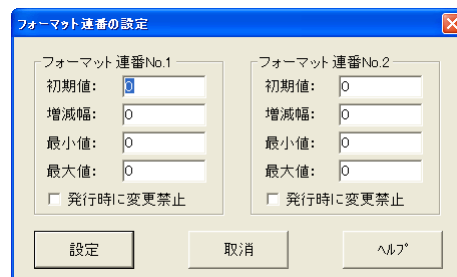 フォーマット連番の設定
フォーマット連番No.1
初期値: 0
増減幅: 0
最小値: 0
最大値: 0
発行時に変更禁止
フォーマット連番No.2
初期値: 0
増減幅: 0
最小値: 0
最大値: 0
発行時に変更禁止
設定 取消 ﾍﾙﾌﾟ